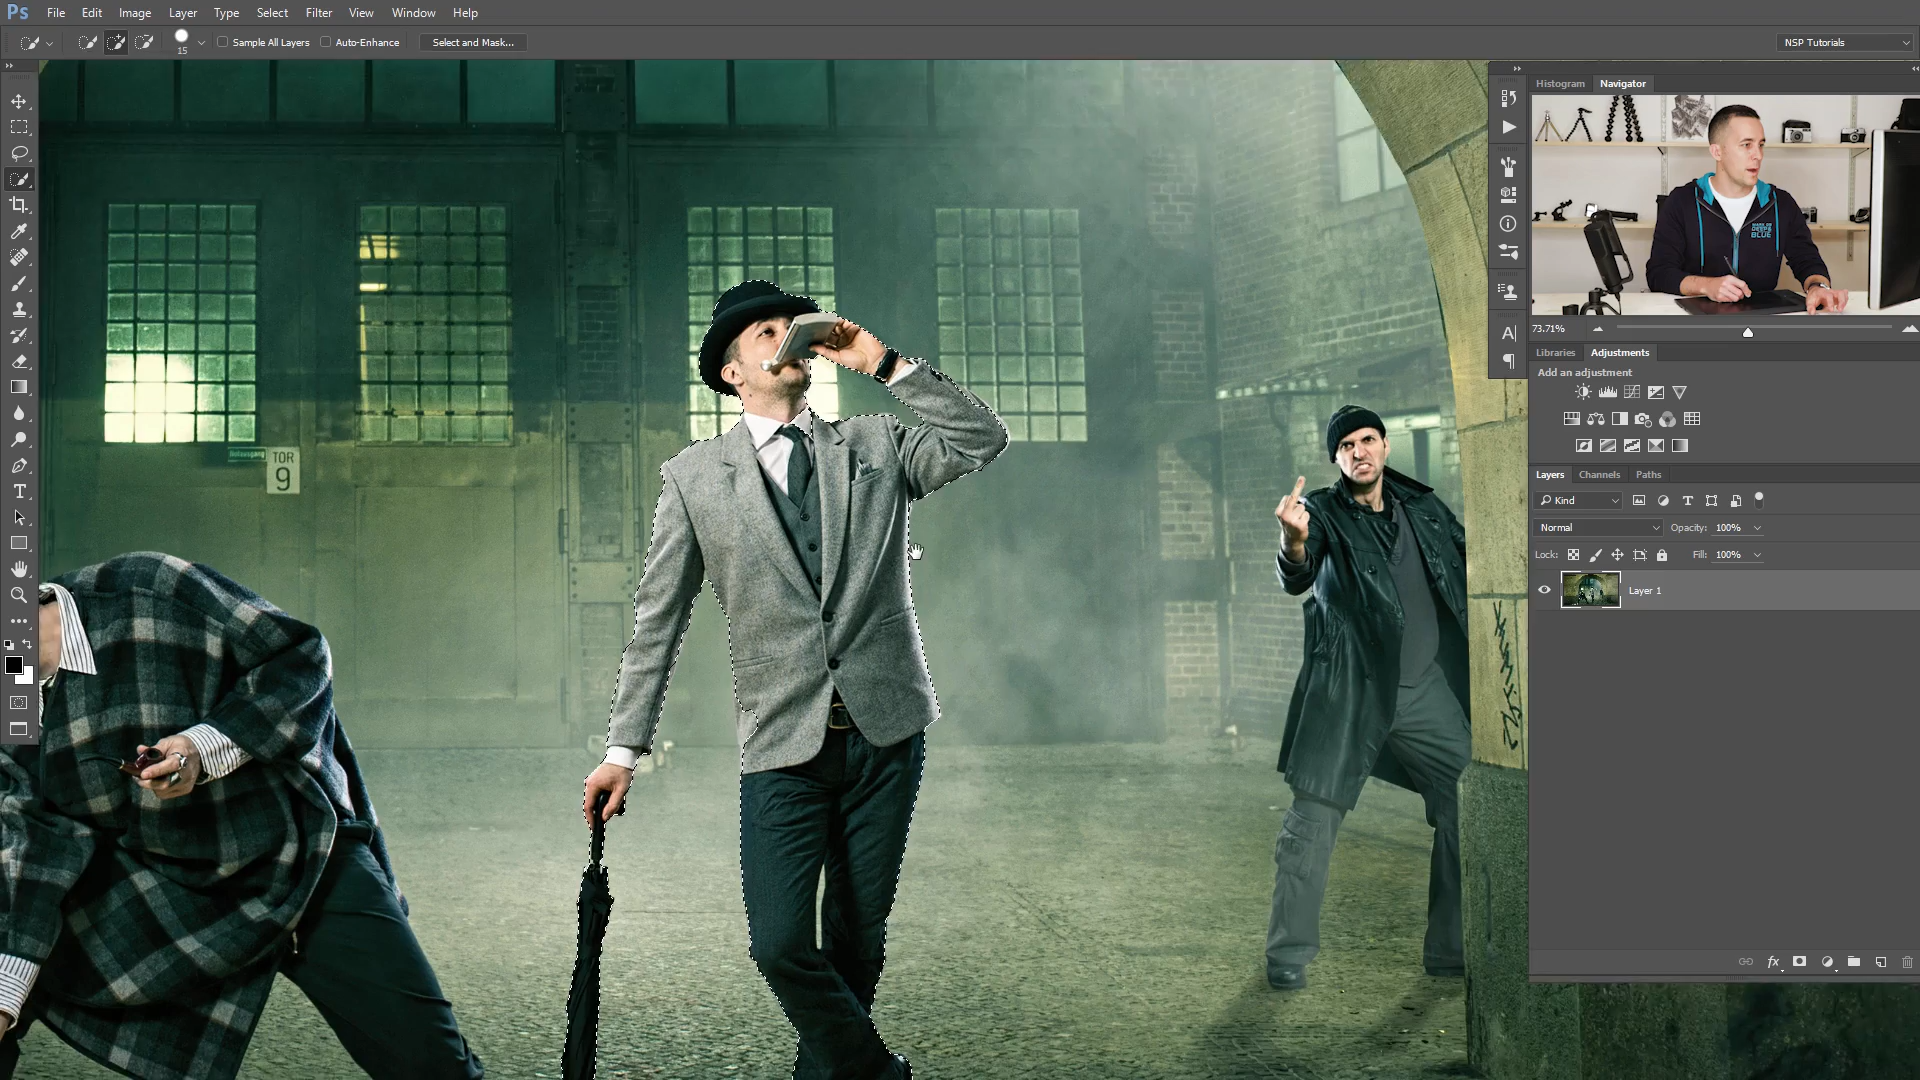 Ps File Edit Image Layer Type Select Filter View Window Help
15 Sample All Layers Auto-Enhance Select and Mask... NSP Tutorials
Histogram Navigator
73.71%
Libraries Adjustments
Add an adjustment
TOR
9
Layers Channels Paths
Kind
Normal Opacity: 100%
Lock: Fill: 100%
Layer 1
fx